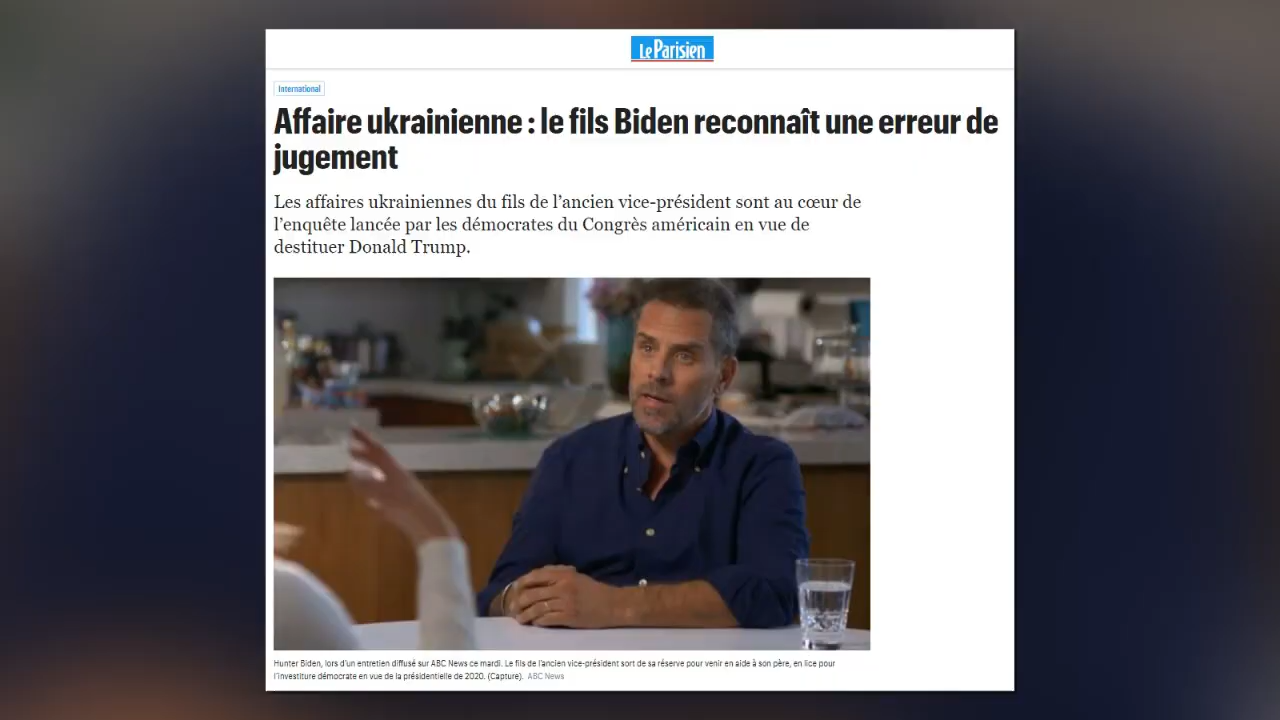 Le Parisien
International
Affaire ukrainienne : le fils Biden reconnaît une erreur de
jugement
Les affaires ukrainiennes du fils de l’ancien vice-président sont au cœur de
l’enquête lancée par les démocrates du Congrès américain en vue de
destituer Donald Trump.
Hunter Biden, lors d’un entretien diffusé sur ABC News ce mardi. Le fils de l’ancien vice-président sort de sa réserve pour venir en aide à son père, en lice pour
l’investiture démocrate en vue de la présidentielle de 2020. (Capture). ABC News